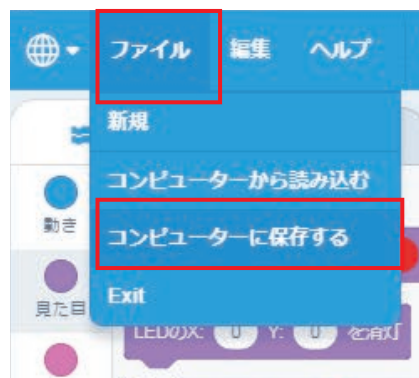 ファイル 編集 ヘルプ
新規
コンピューターから読み込む
動き
コンピューターに保存する
見た目
Exit
LEDのX: 0 Y: 0 を消灯